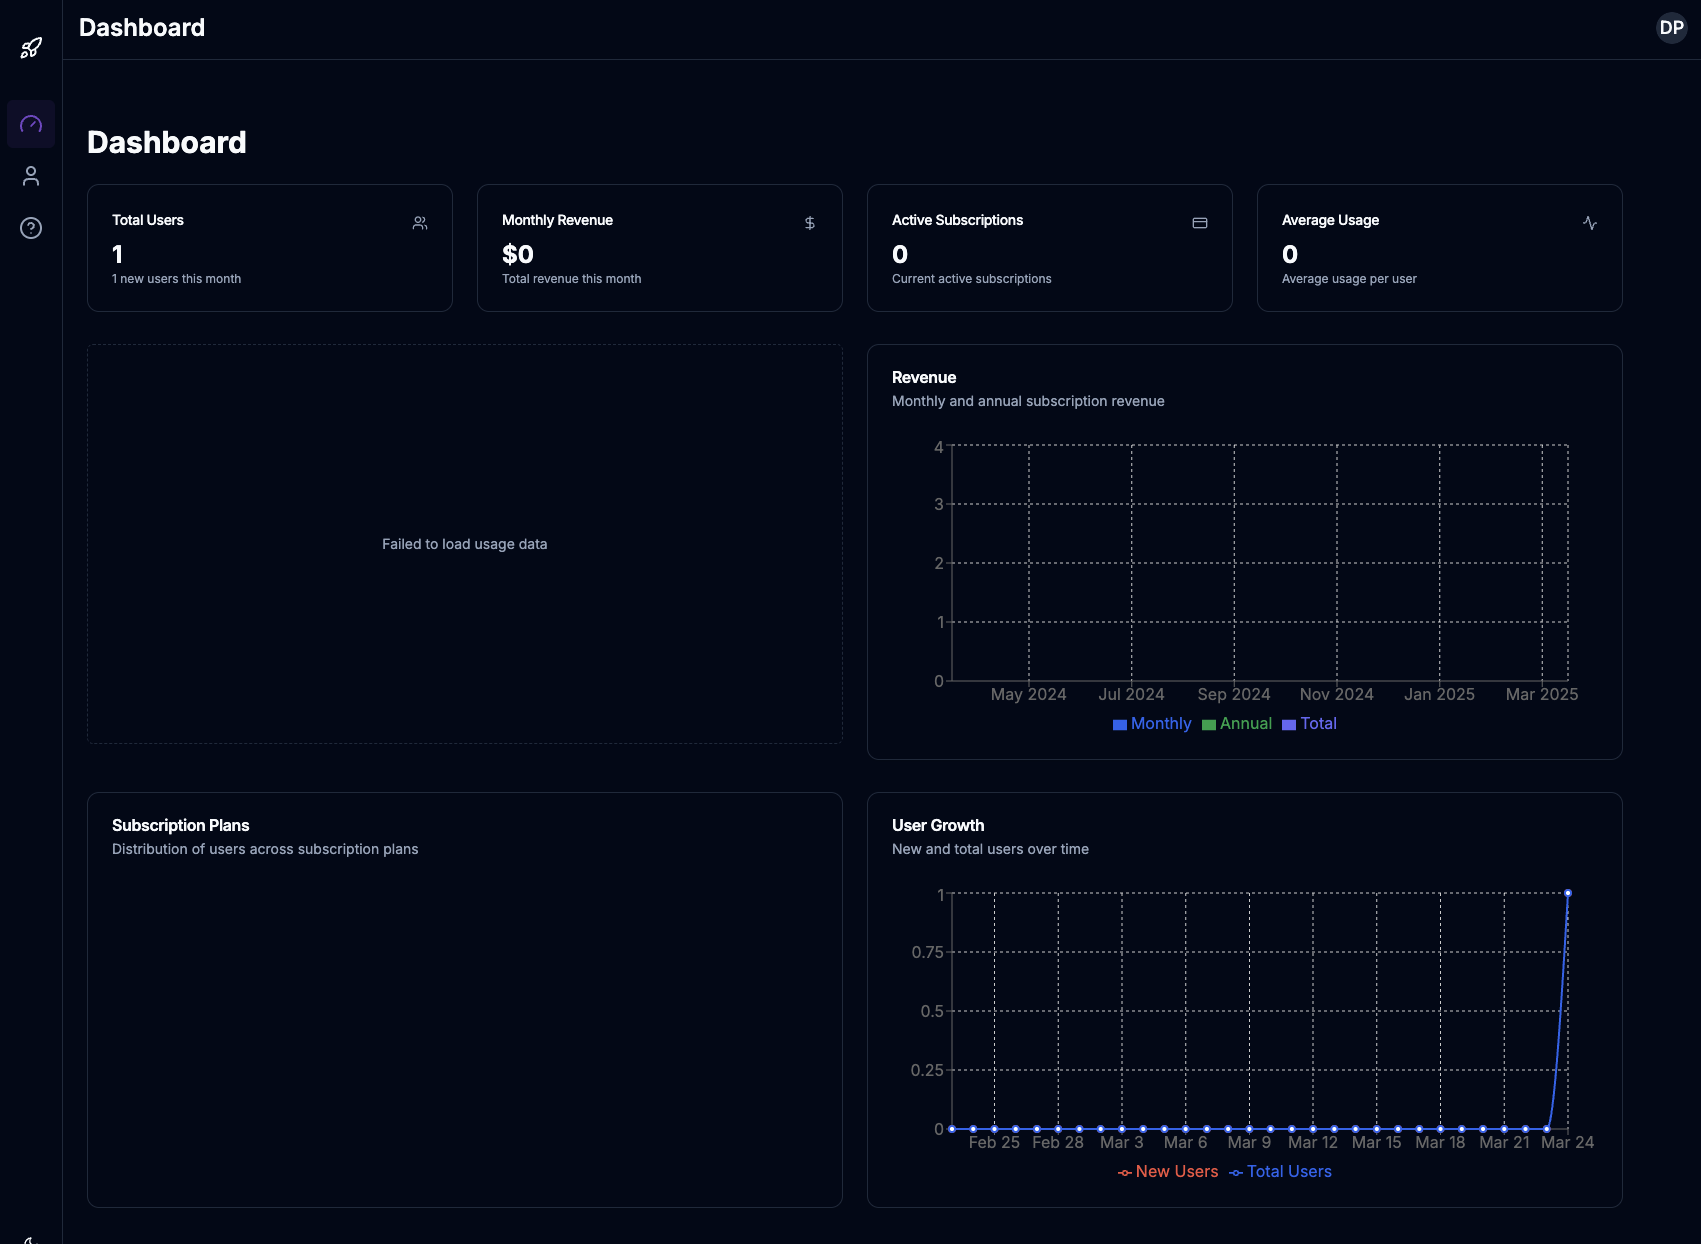 Dashboard
DP
Dashboard
Total Users
1
1 new users this month
Monthly Revenue
$0
Total revenue this month
Active Subscriptions
0
Current active subscriptions
Average Usage
0
Average usage per user
Failed to load usage data
Revenue
Monthly and annual subscription revenue
4
3
2
1
0
May 2024 Jul 2024 Sep 2024 Nov 2024 Jan 2025 Mar 2025
Monthly Annual Total
Subscription Plans
Distribution of users across subscription plans
User Growth
New and total users over time
1
0.75
0.5
0.25
0
Feb 25 Feb 28 Mar 3 Mar 6 Mar 9 Mar 12 Mar 15 Mar 18 Mar 21 Mar 24
New Users Total Users